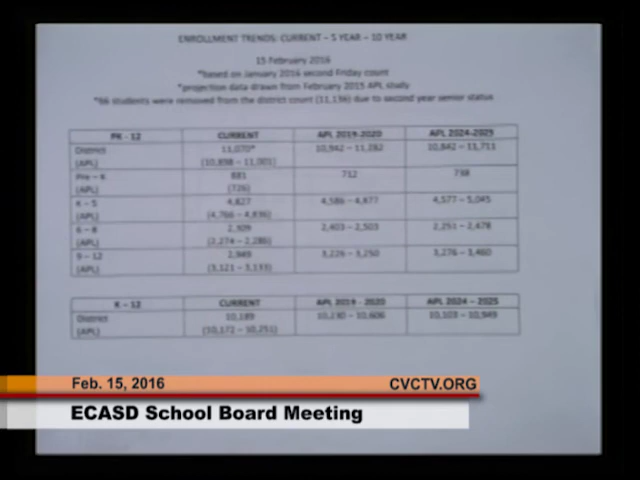 ENROLLMENT TRENDS: CURRENT – 5 YEAR – 10 YEAR
15 February 2016
*based on January 2016 second Friday count
*projection data drawn from February 2015 APL study
*66 students were removed from the district count (11,136) due to second year senior status
PK - 12 CURRENT APL 2019-2020 APL 2024-2025
District 11,070* 10,942 – 11,282 10,842 – 11,711
(APL) (10,898 – 11,001)
Pre – K 881 712 738
(APL) (726)
K – 5 4,827 4,586 – 4,877 4,577 – 5,045
(APL) (4,766 – 4,836)
6 – 8 2,309 2,403 – 2,503 2,251 – 2,478
(APL) (2,274 – 2,286)
9 – 12 2,949 3,226 – 3,250 3,276 – 3,460
(APL) (3,121 – 3,133)
K – 12 CURRENT APL 2019 - 2020 APL 2024 – 2025
District 10,189 10,230 – 10,606 10,103 – 10,949
(APL) (10,172 – 10,251)
Feb. 15, 2016 CVCTV.ORG
ECASD School Board Meeting